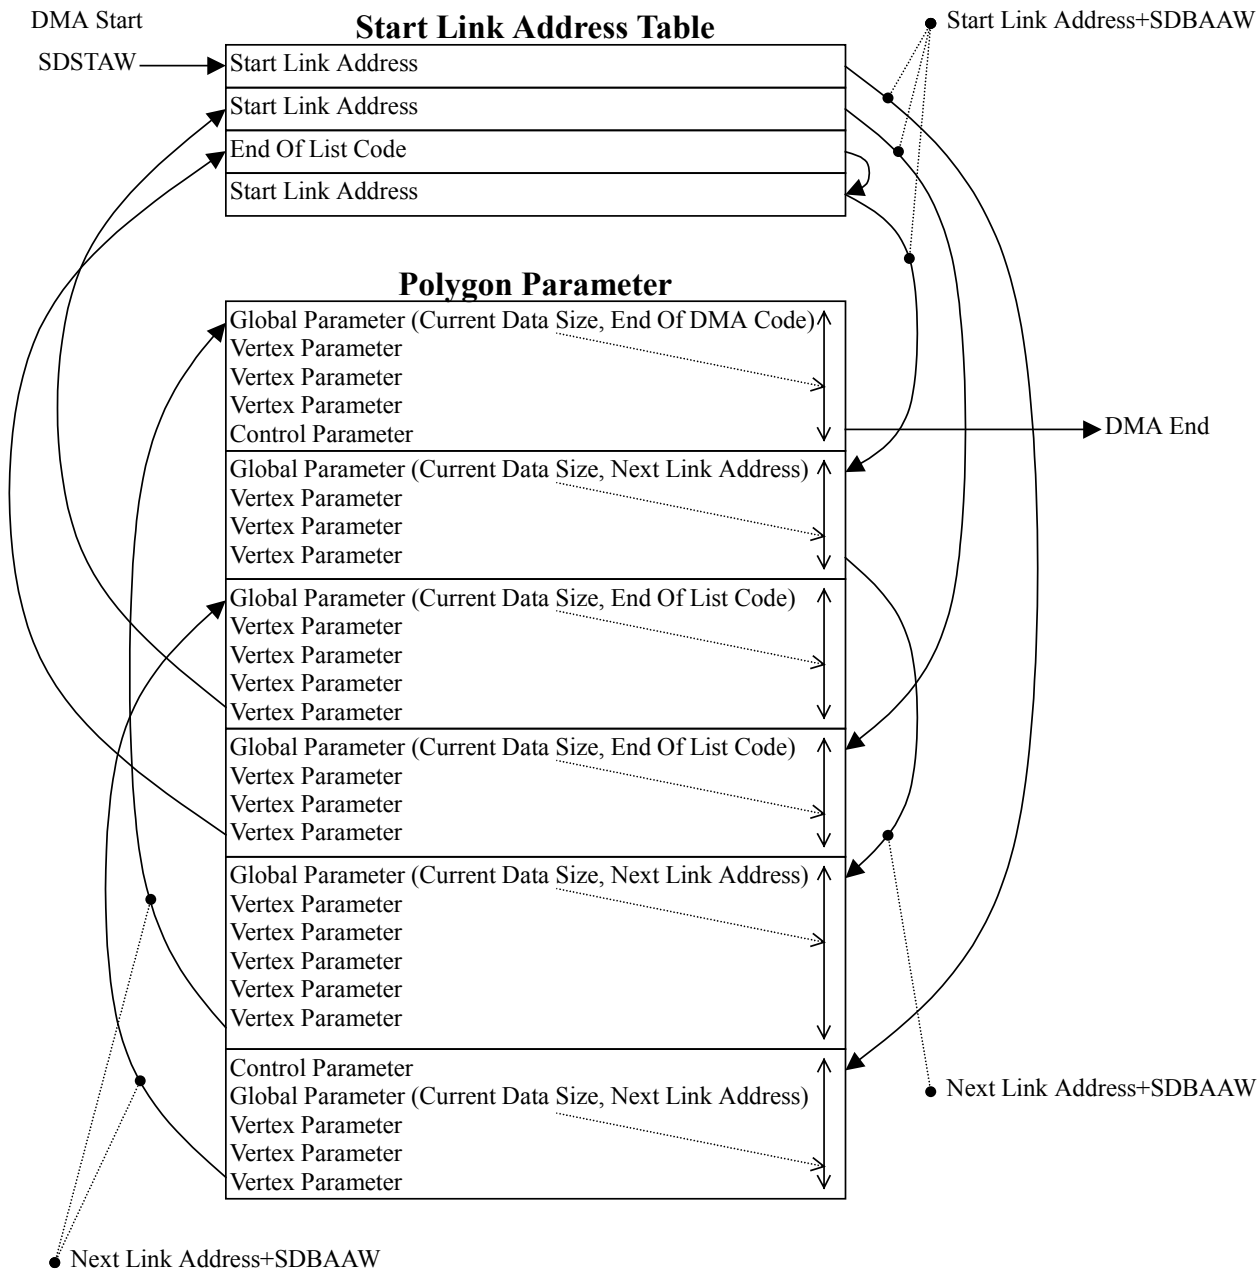 DMA Start
Start Link Address Table
Start Link Address+SDBAAW
SDSTAW
Start Link Address
Start Link Address
End Of List Code
Start Link Address
Polygon Parameter
Global Parameter (Current Data Size, End Of DMA Code)
Vertex Parameter
Vertex Parameter
Vertex Parameter
Control Parameter
DMA End
Global Parameter (Current Data Size, Next Link Address)
Vertex Parameter
Vertex Parameter
Vertex Parameter
Global Parameter (Current Data Size, End Of List Code)
Vertex Parameter
Vertex Parameter
Vertex Parameter
Vertex Parameter
Global Parameter (Current Data Size, End Of List Code)
Vertex Parameter
Vertex Parameter
Vertex Parameter
Global Parameter (Current Data Size, Next Link Address)
Vertex Parameter
Vertex Parameter
Vertex Parameter
Vertex Parameter
Vertex Parameter
Control Parameter
Global Parameter (Current Data Size, Next Link Address)
Vertex Parameter
Vertex Parameter
Vertex Parameter
Next Link Address+SDBAAW
Next Link Address+SDBAAW